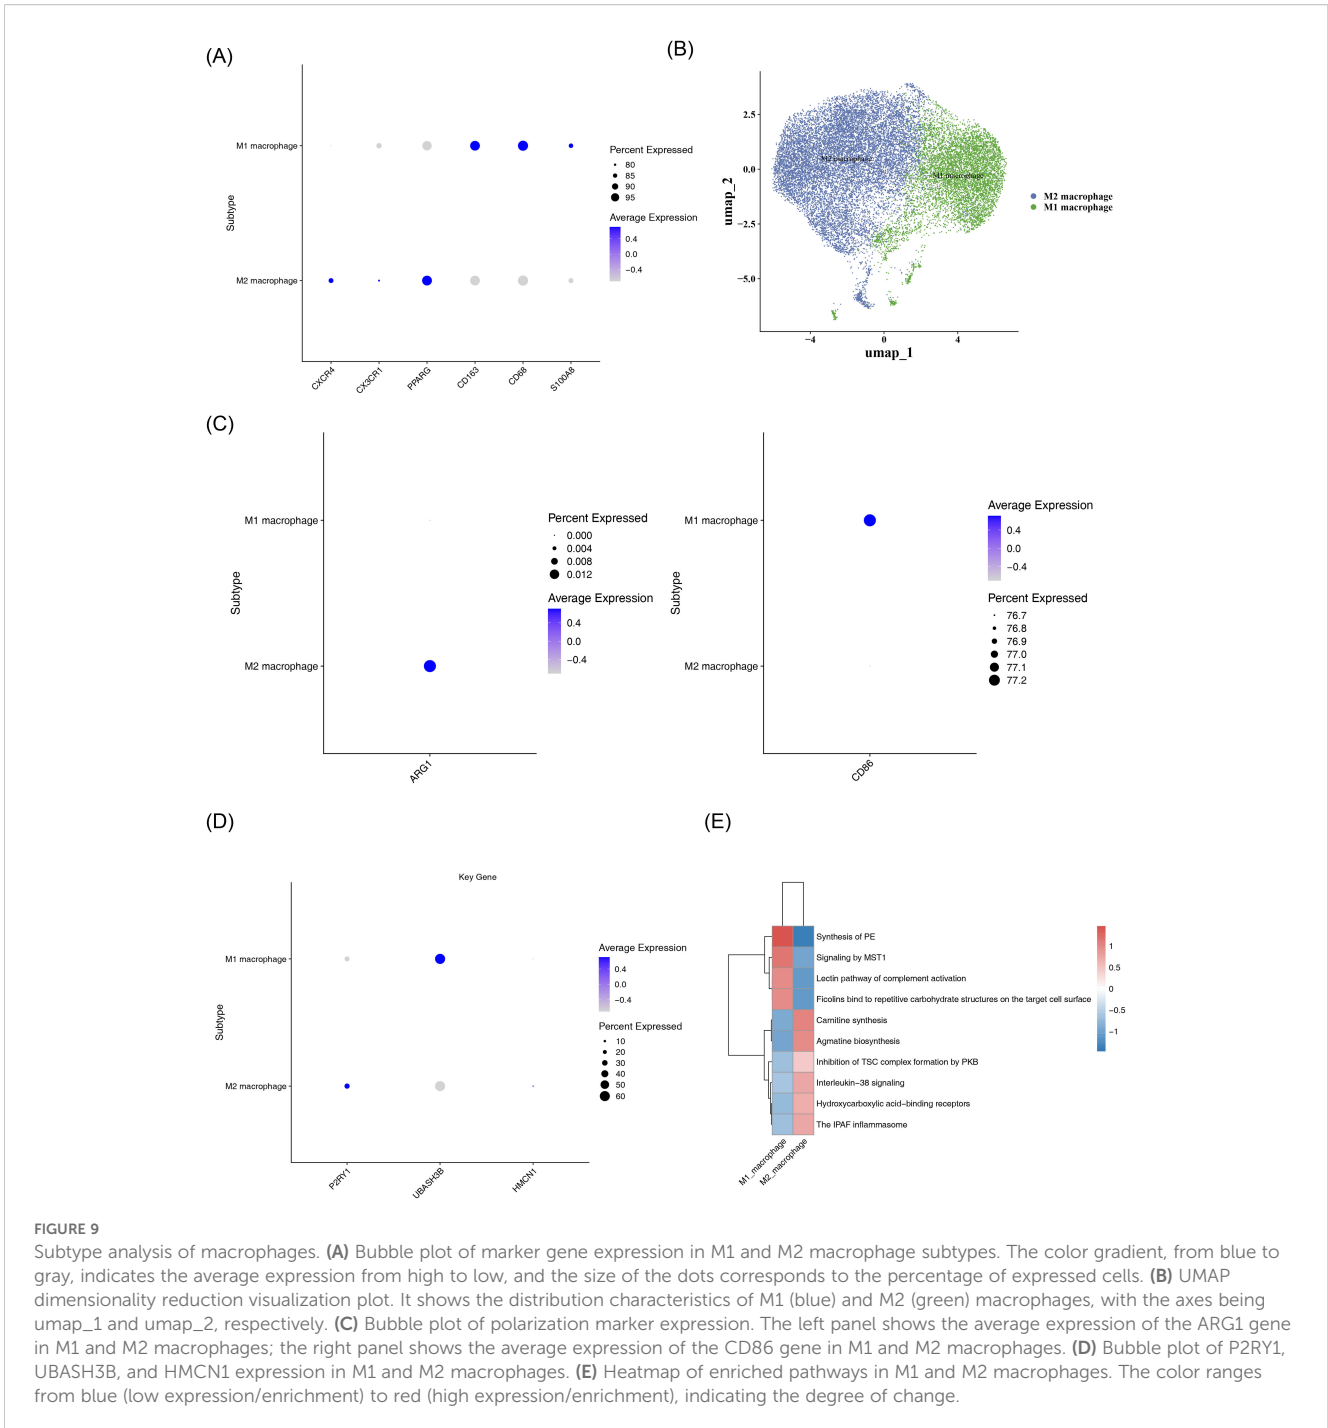 (A)
M1 macrophage
M2 macrophage
Subtype
CXCR4
CX3CR1
PPARG
CD163
CD68
S100A8
Percent Expressed
80
85
90
95
Average Expression
0.4
0.0
−0.4
(B)
umap_2
2.5
0.0
−2.5
−5.0
−4
0
4
umap_1
M2 macrophage
M1 macrophage
M2 macrophage
M1 macrophage
(C)
M1 macrophage
M2 macrophage
Subtype
ARG1
Percent Expressed
0.000
0.004
0.008
0.012
Average Expression
0.4
0.0
−0.4
M1 macrophage
M2 macrophage
Subtype
CD86
Average Expression
0.4
0.0
−0.4
Percent Expressed
76.7
76.8
76.9
77.0
77.1
77.2
(D)
Key Gene
M1 macrophage
M2 macrophage
Subtype
P2RY1
UBASH3B
HMCN1
Average Expression
0.4
0.0
−0.4
Percent Expressed
10
20
30
40
50
60
(E)
Synthesis of PE
Signaling by MST1
Lectin pathway of complement activation
Ficolins bind to repetitive carbohydrate structures on the target cell surface
Carnitine synthesis
Agmatine biosynthesis
Inhibition of TSC complex formation by PKB
Interleukin−38 signaling
Hydroxycarboxylic acid−binding receptors
The IPAF inflammasome
M1_macrophage
M2_macrophage
1
0.5
0
−0.5
−1
FIGURE 9
Subtype analysis of macrophages. (A) Bubble plot of marker gene expression in M1 and M2 macrophage subtypes. The color gradient, from blue to
gray, indicates the average expression from high to low, and the size of the dots corresponds to the percentage of expressed cells. (B) UMAP
dimensionality reduction visualization plot. It shows the distribution characteristics of M1 (blue) and M2 (green) macrophages, with the axes being
umap_1 and umap_2, respectively. (C) Bubble plot of polarization marker expression. The left panel shows the average expression of the ARG1 gene
in M1 and M2 macrophages; the right panel shows the average expression of the CD86 gene in M1 and M2 macrophages. (D) Bubble plot of P2RY1,
UBASH3B, and HMCN1 expression in M1 and M2 macrophages. (E) Heatmap of enriched pathways in M1 and M2 macrophages. The color ranges
from blue (low expression/enrichment) to red (high expression/enrichment), indicating the degree of change.